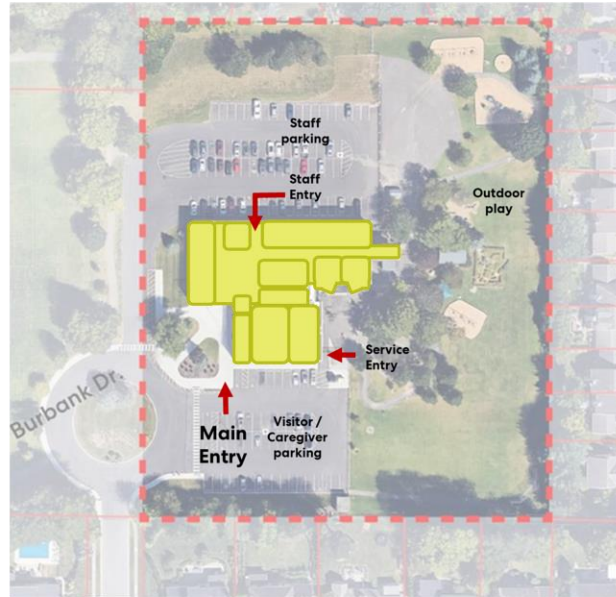 Staff
parking
Staff
Entry
Outdoor
play
Service
Entry
Burbank Dr.
Main
Entry
Visitor /
Caregiver
parking